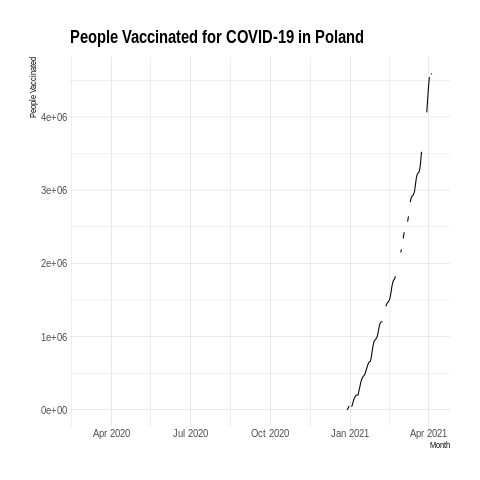 People Vaccinated for COVID-19 in Poland
People Vaccinated
4e+06
3e+06
2e+06
1e+06
0e+00
Apr 2020 Jul 2020 Oct 2020 Jan 2021 Apr 2021
Month